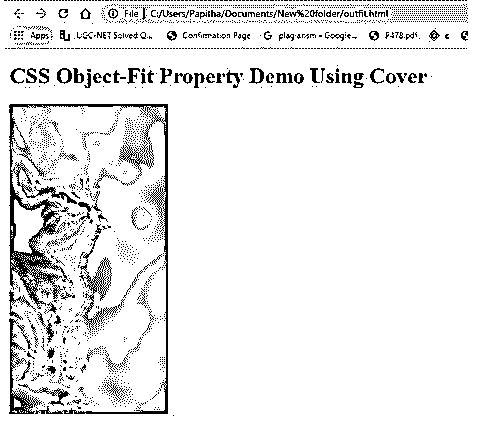 File | C:/Users/Papitha/Documents/New%20folder/outfit.html
Apps UGC-NET Solved Q... Confirmation Page plagiarism - Google... P478.pdf c
CSS Object-Fit Property Demo Using Cover